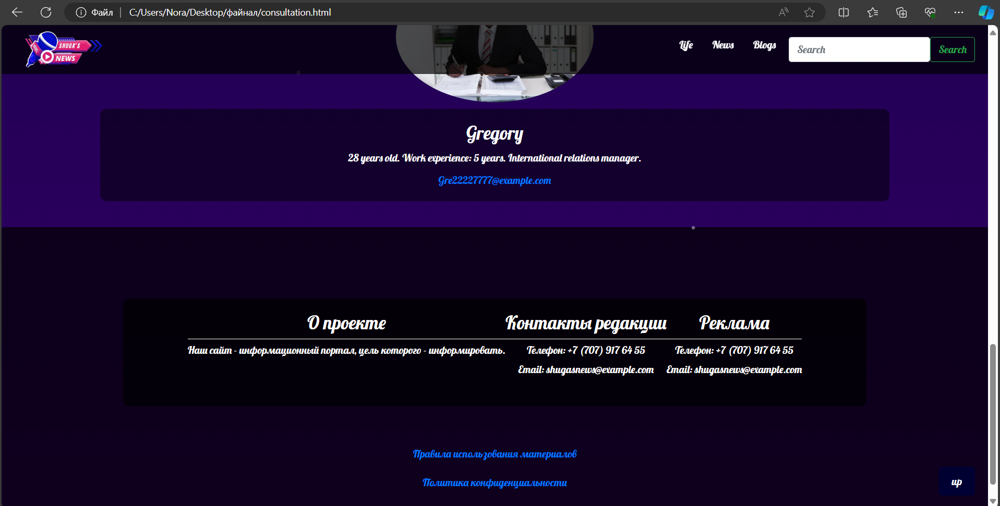 Файл
C:/Users/Nora/Desktop/файнал/consultation.html
NEWS
SHUGA'S
NEWS
Life
News
Blogs
Search
Search
Gregory
28 years old. Work experience: 5 years. International relations manager.
Gre22227777@example.com
О проекте
Контакты редакции
Реклама
Наш сайт - информационный портал, цель которого - информировать.
Телефон: +7 (707) 917 64 55
Телефон: +7 (707) 917 64 55
Email: shugasnews@example.com
Email: shugasnews@example.com
Правила использования материалов
Политика конфиденциальности
up